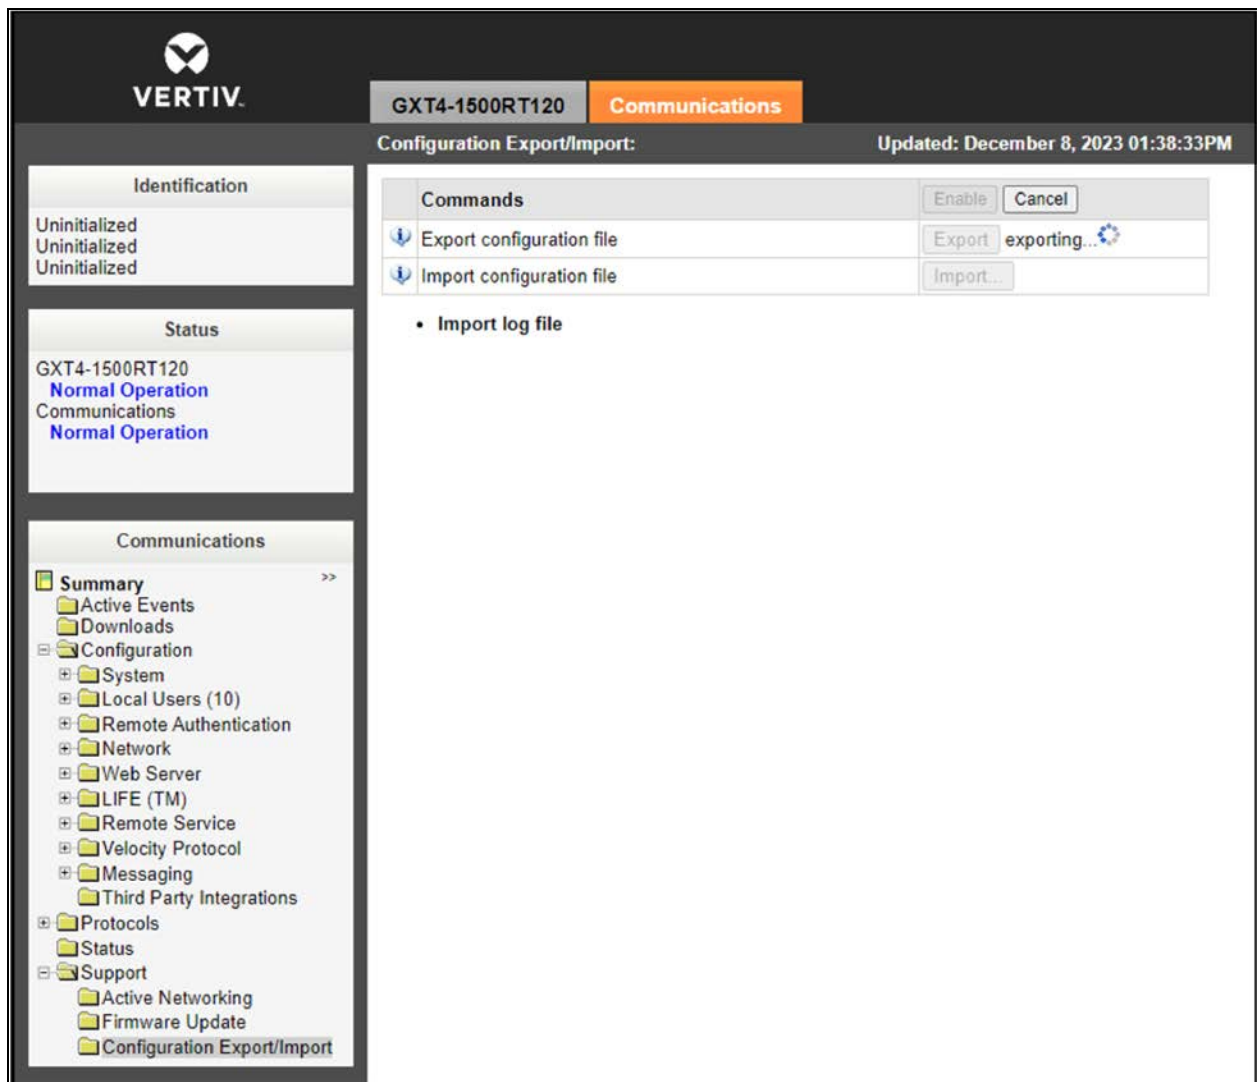 VERTIV™
GXT4-1500RT120 Communications
Configuration Export/Import: Updated: December 8, 2023 01:38:33PM
Identification
Uninitialized
Uninitialized
Uninitialized
Status
GXT4-1500RT120
Normal Operation
Communications
Normal Operation
Communications
Summary >>
Active Events
Downloads
Configuration
System
Local Users (10)
Remote Authentication
Network
Web Server
LIFE (TM)
Remote Service
Velocity Protocol
Messaging
Third Party Integrations
Protocols
Status
Support
Active Networking
Firmware Update
Configuration Export/Import
Commands Enable Cancel
Export configuration file Export exporting...
Import configuration file Import...
• Import log file